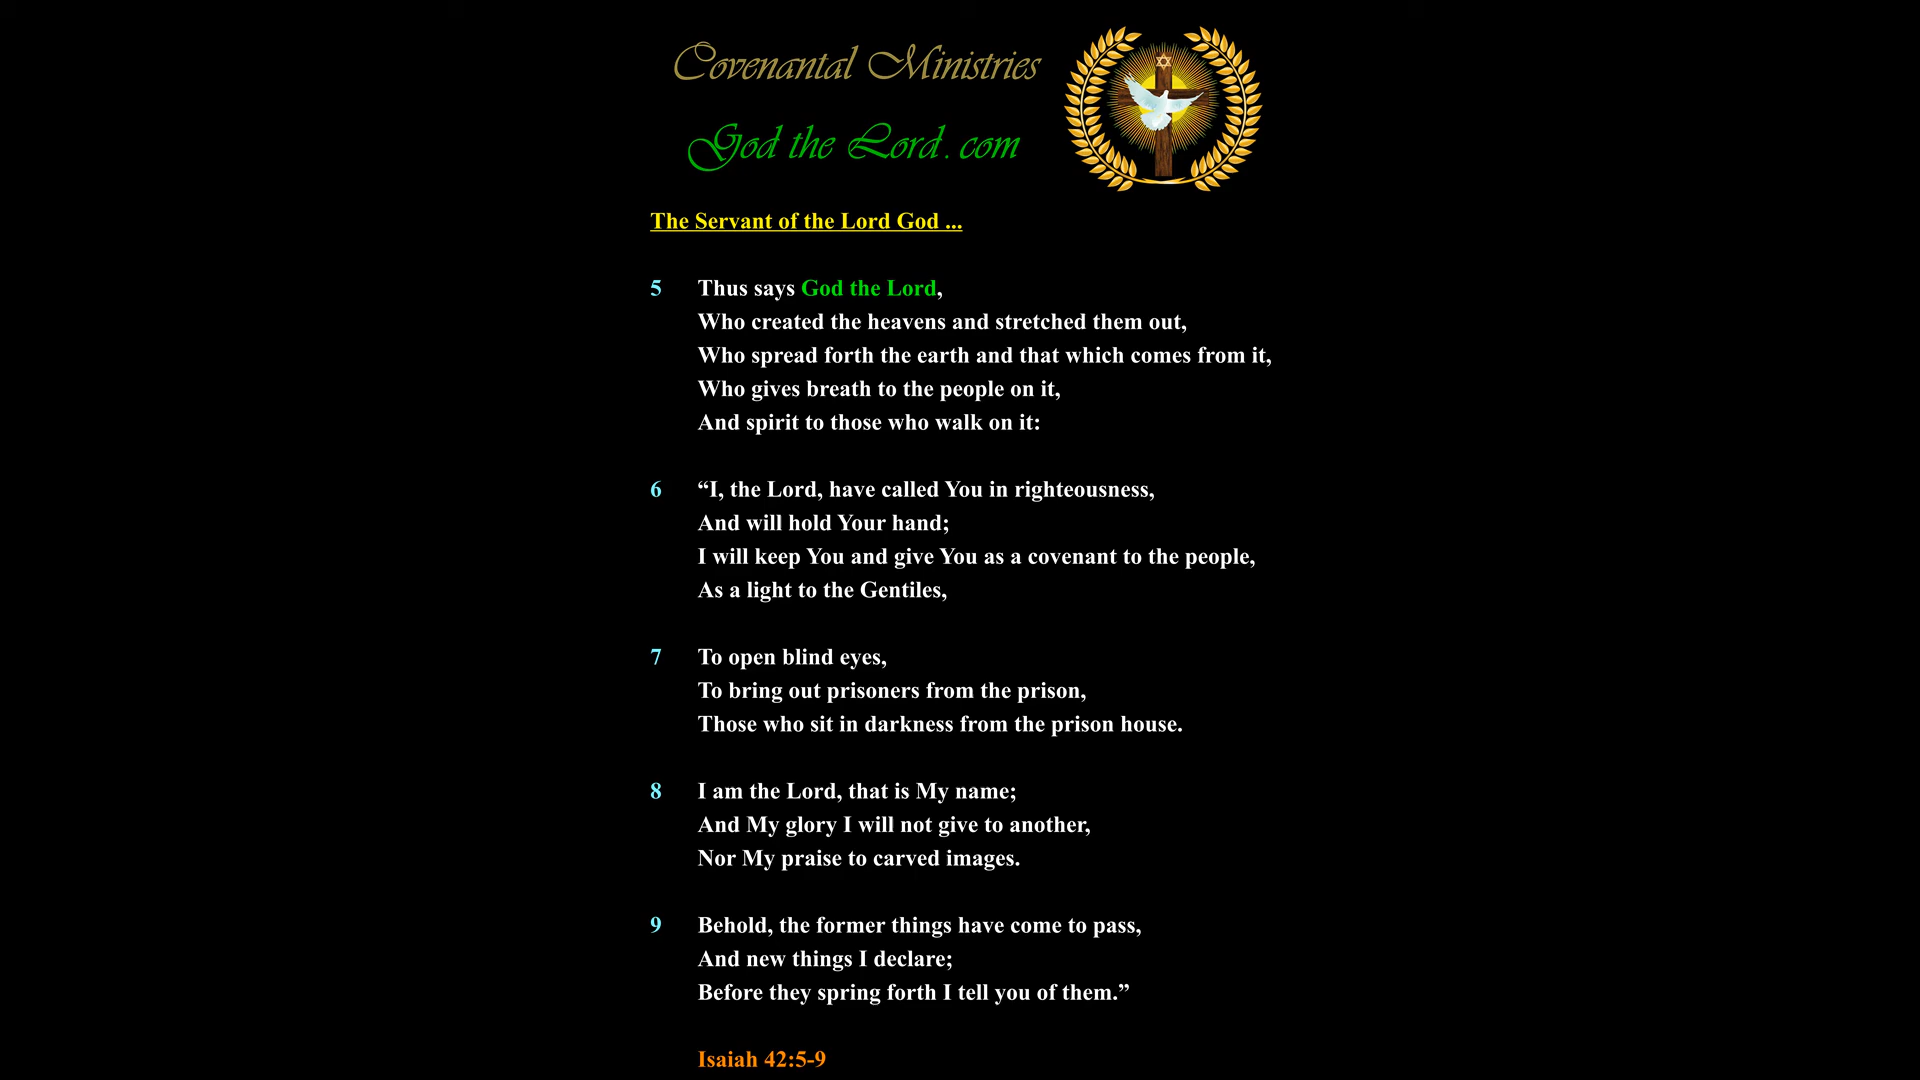 Covenantal Ministries
God the Lord . com
The Servant of the Lord God ...
5 Thus says God the Lord,
Who created the heavens and stretched them out,
Who spread forth the earth and that which comes from it,
Who gives breath to the people on it,
And spirit to those who walk on it:
6 “I, the Lord, have called You in righteousness,
And will hold Your hand;
I will keep You and give You as a covenant to the people,
As a light to the Gentiles,
7 To open blind eyes,
To bring out prisoners from the prison,
Those who sit in darkness from the prison house.
8 I am the Lord, that is My name;
And My glory I will not give to another,
Nor My praise to carved images.
9 Behold, the former things have come to pass,
And new things I declare;
Before they spring forth I tell you of them.”
Isaiah 42:5-9